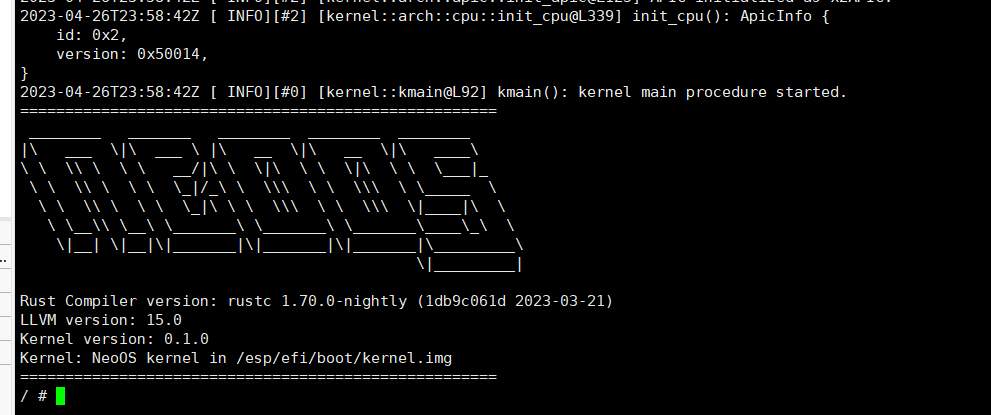 2023-04-26T23:58:42Z [ INFO][#2] [kernel::arch::cpu::init_cpu@L339] init_cpu(): ApicInfo {
    id: 0x2,
    version: 0x50014,
}
2023-04-26T23:58:42Z [ INFO][#0] [kernel::kmain@L92] kmain(): kernel main procedure started.
=====================================================
Rust Compiler version: rustc 1.70.0-nightly (1db9c061d 2023-03-21)
LLVM version: 15.0
Kernel version: 0.1.0
Kernel: NeoOS kernel in /esp/efi/boot/kernel.img
=====================================================
/ #